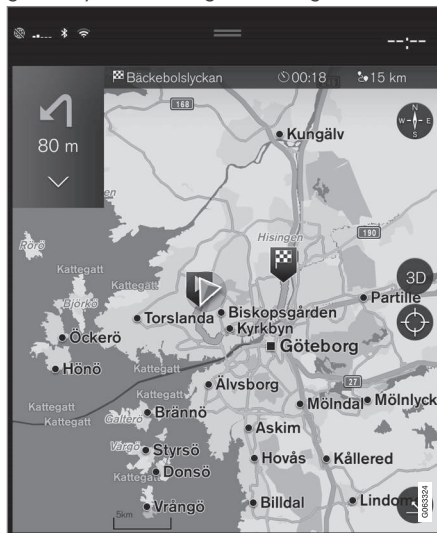 --:--
Bäckebolslyckan 00:18 15 km
80 m
168
Kungälv
W N E
S
Hisingen
190
Rörö
Kattegatt
Kattegatt
3D
Björkö
Partille
Torslanda
Biskopsgården
Öckerö
Kyrkbyn
Göteborg
Hönö
Kattegatt
27
Älvsborg
Kattegatt
Brännö
Mölndal
Mölnlyck
Galterö
Kattegatt
Askim
Vargö
Styrsö
Hovås
Kållered
Kattegatt
Donsö
Vrångö
Billdal
Lindome
5km
G063324